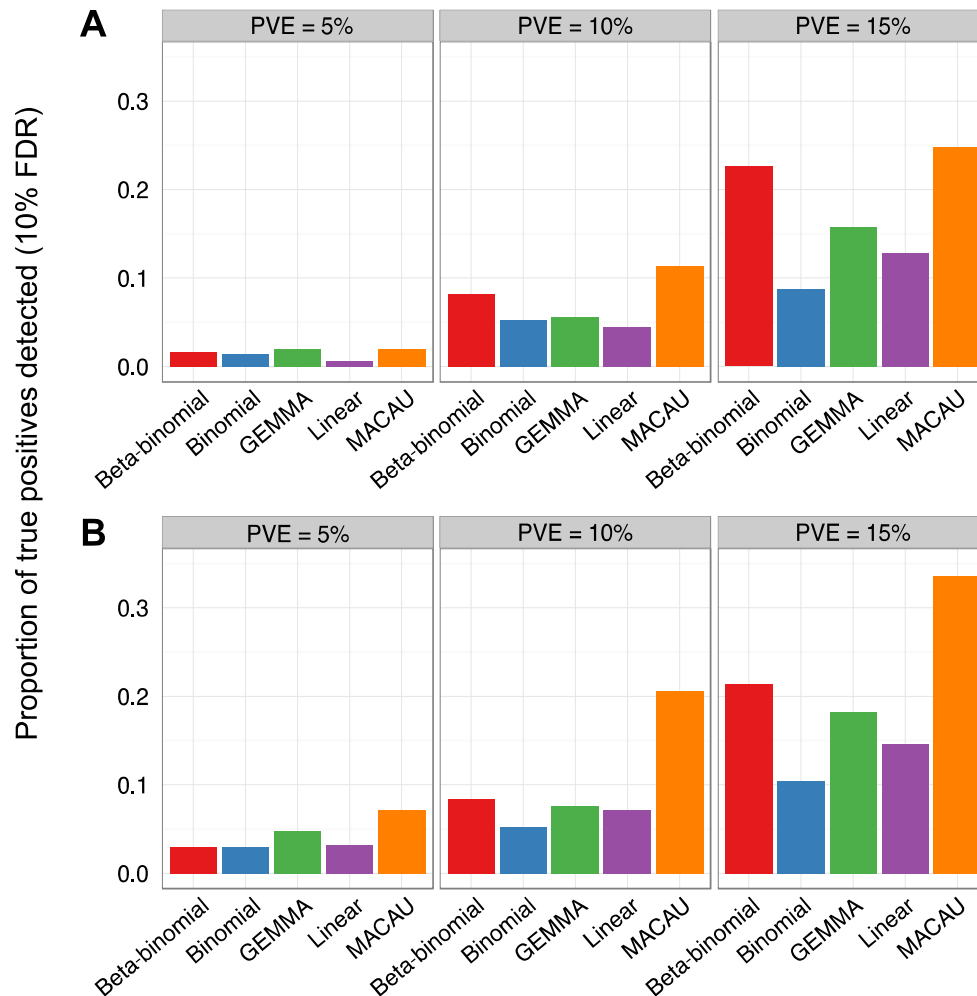 Proportion of true positives detected (10% FDR)
A
PVE = 5%
PVE = 10%
PVE = 15%
0.3
0.2
0.1
0.0
Beta-binomial
Binomial
GEMMA
Linear
MACAU
Beta-binomial
Binomial
GEMMA
Linear
MACAU
Beta-binomial
Binomial
GEMMA
Linear
MACAU
B
PVE = 5%
PVE = 10%
PVE = 15%
0.3
0.2
0.1
0.0
Beta-binomial
Binomial
GEMMA
Linear
MACAU
Beta-binomial
Binomial
GEMMA
Linear
MACAU
Beta-binomial
Binomial
GEMMA
Linear
MACAU